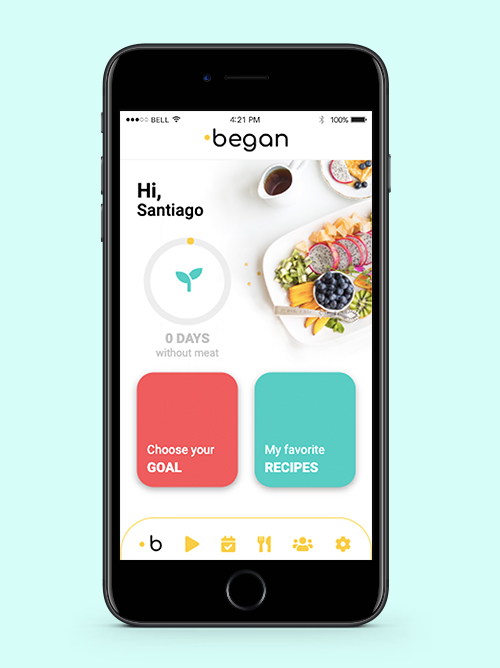 BELL 4:21 PM 100%
began
Hi,
Santiago
0 DAYS
without meat
Choose your
GOAL
My favorite
RECIPES
b